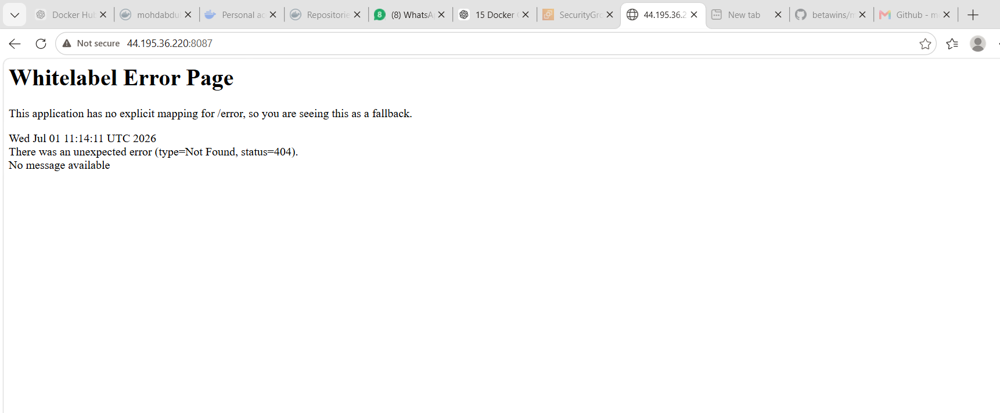 Docker Hub
mohdabdul
Personal ac
Repositorie
8
(8) WhatsA
15 Docker
SecurityGro
44.195.36.2
New tab
betawins/m
Github - m
Not secure
44.195.36.220:8087
Whitelabel Error Page
This application has no explicit mapping for /error, so you are seeing this as a fallback.
Wed Jul 01 11:14:11 UTC 2026
There was an unexpected error (type=Not Found, status=404).
No message available